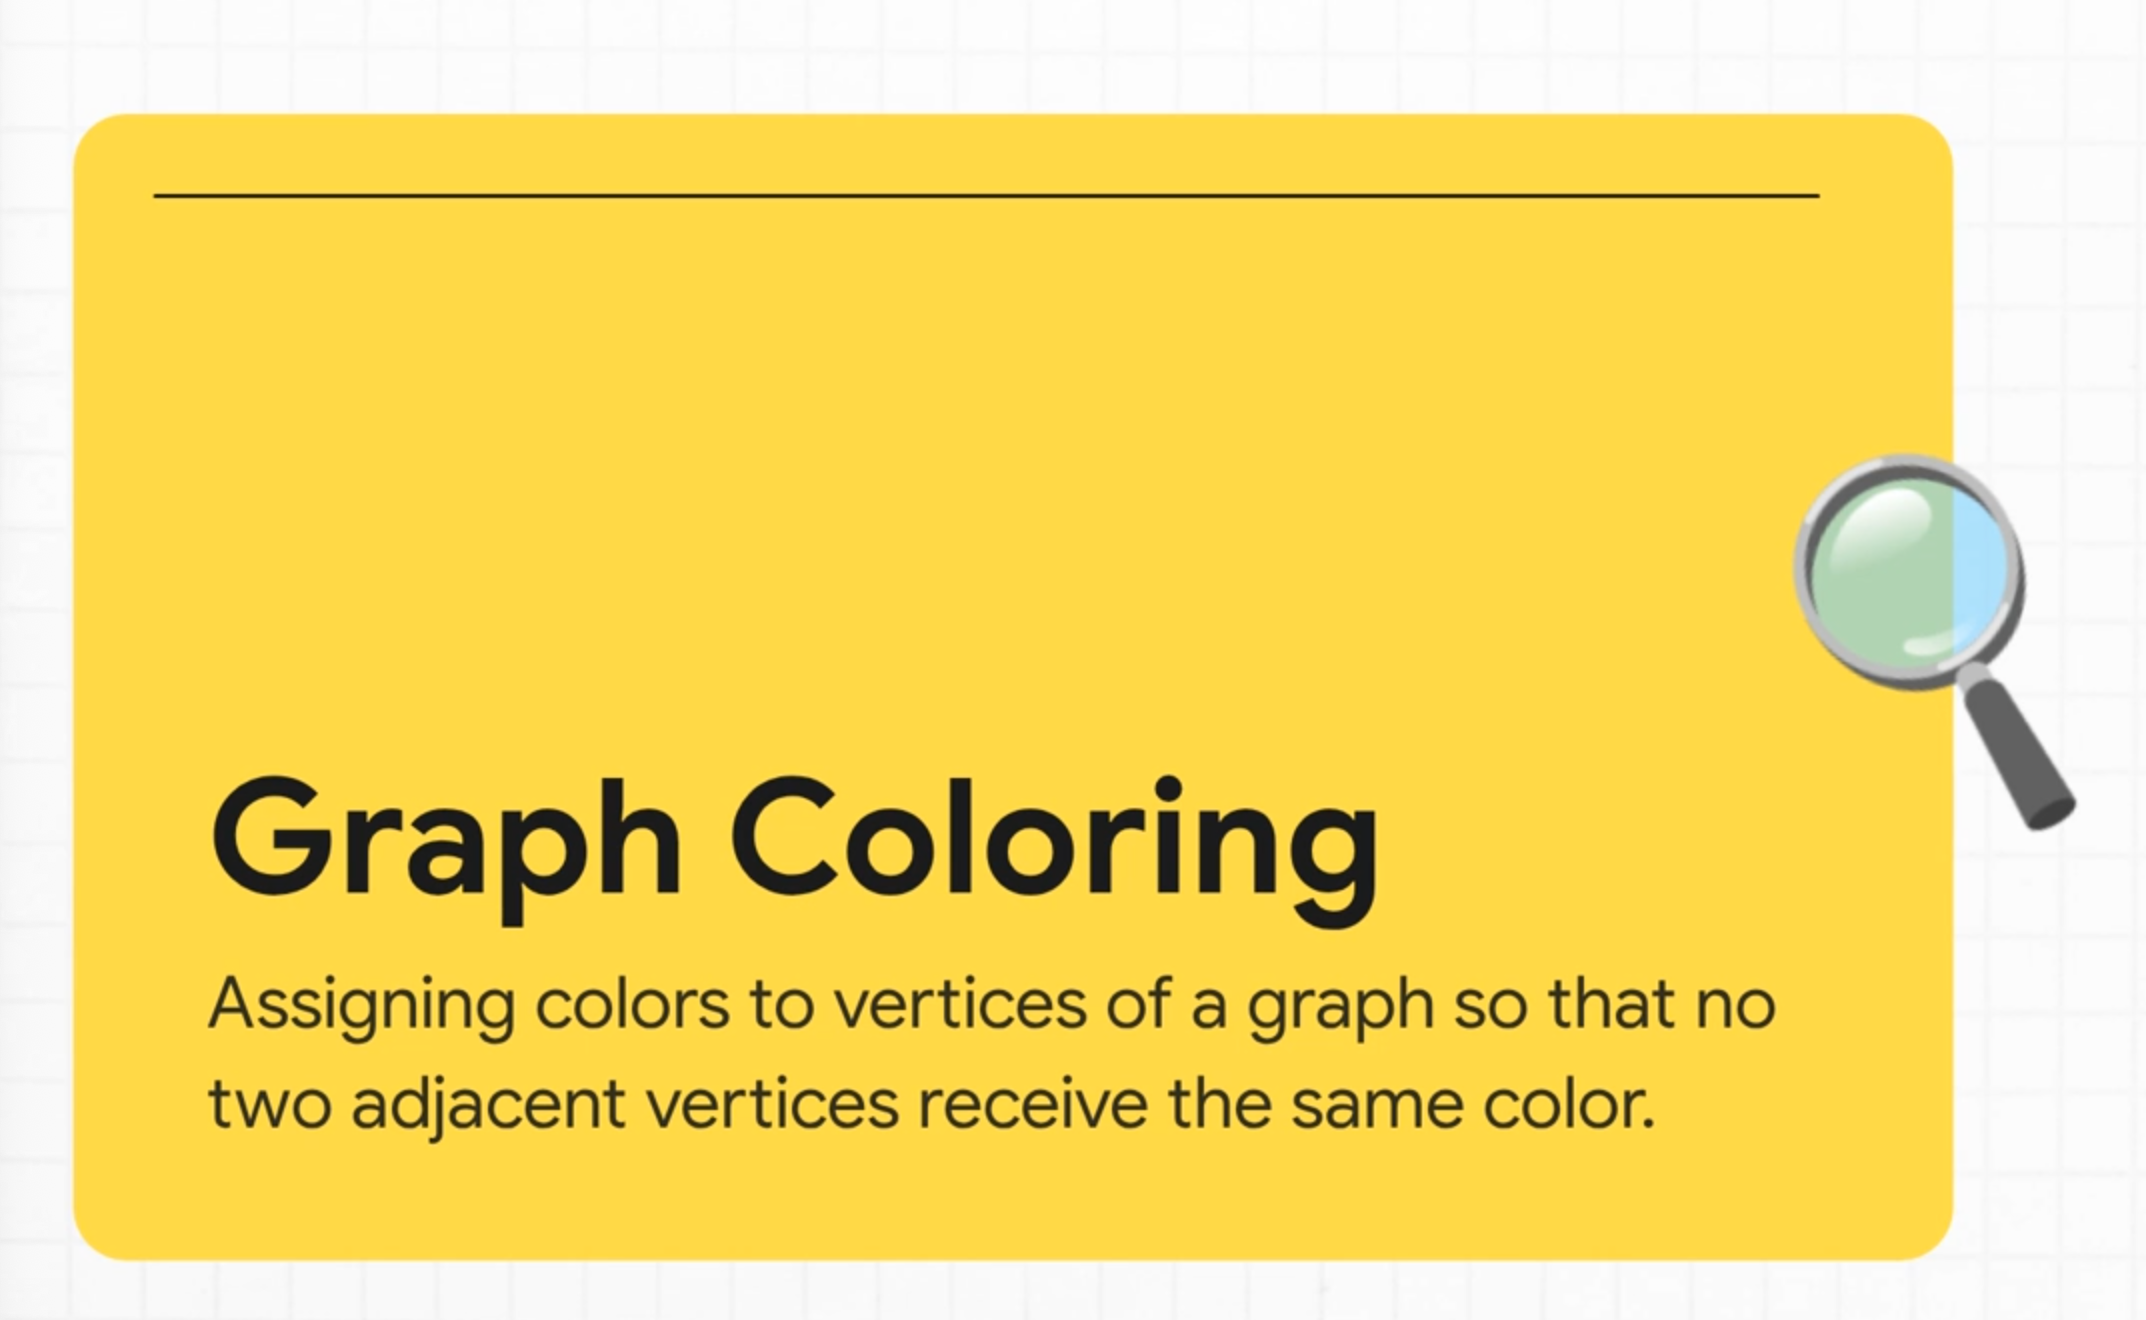 Graph Coloring
Assigning colors to vertices of a graph so that no
two adjacent vertices receive the same color.